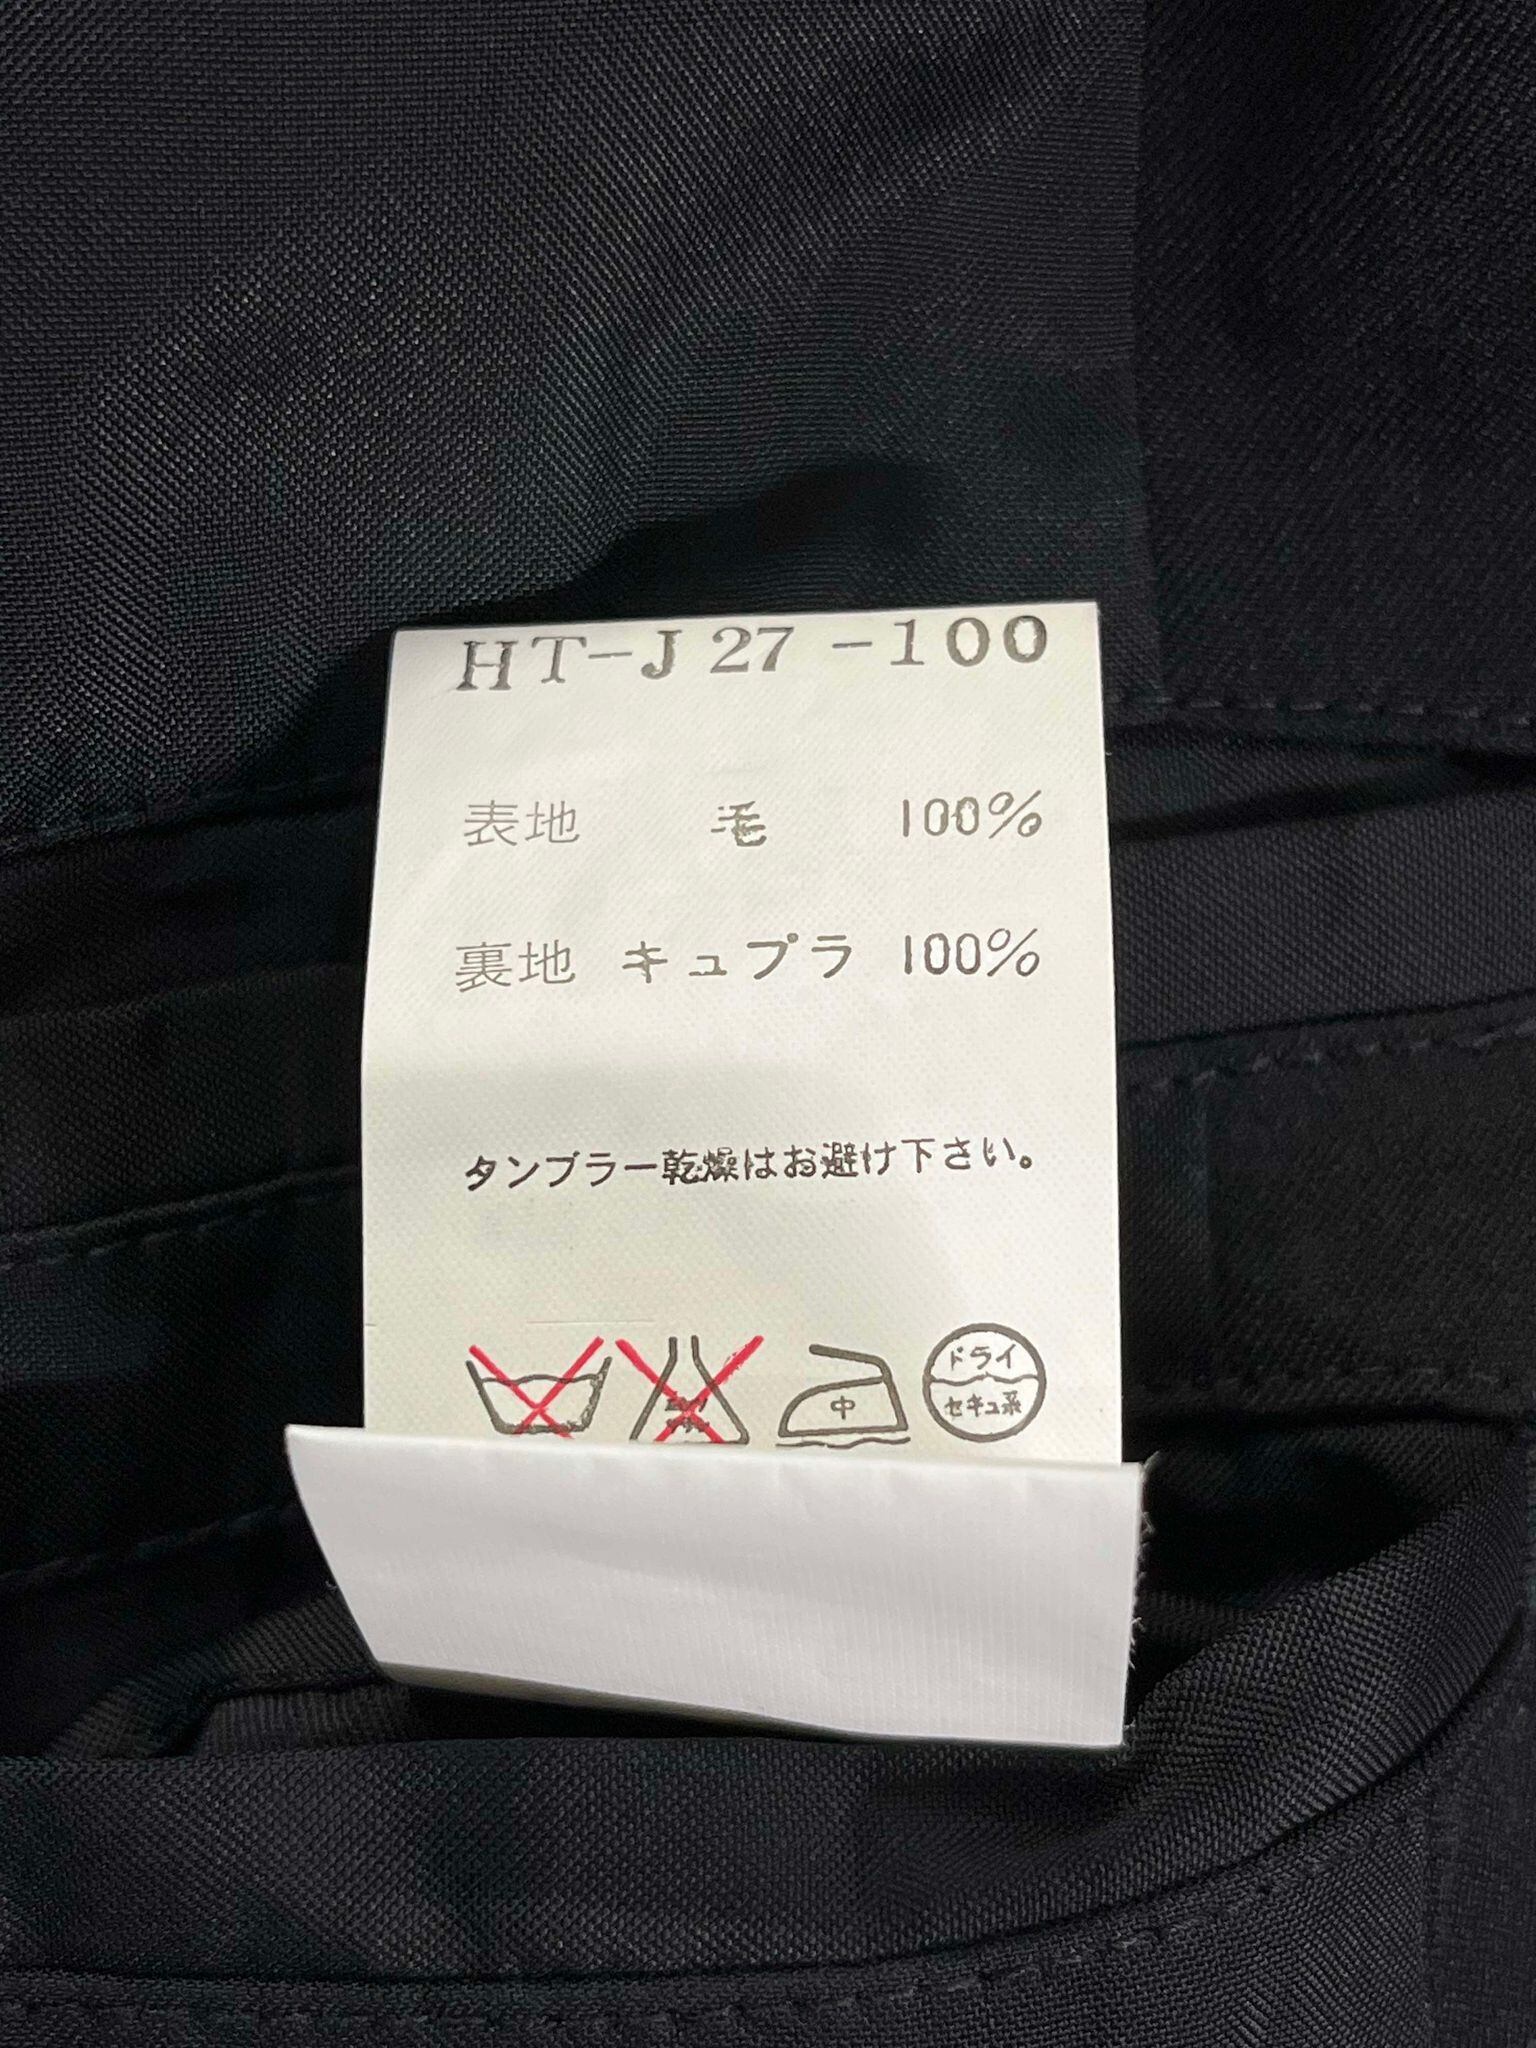 HT-J27-100
表地 毛 100%
裏地 キュプラ 100%
タンブラー乾燥はお避け下さい。
中
ドライ
セキュ系